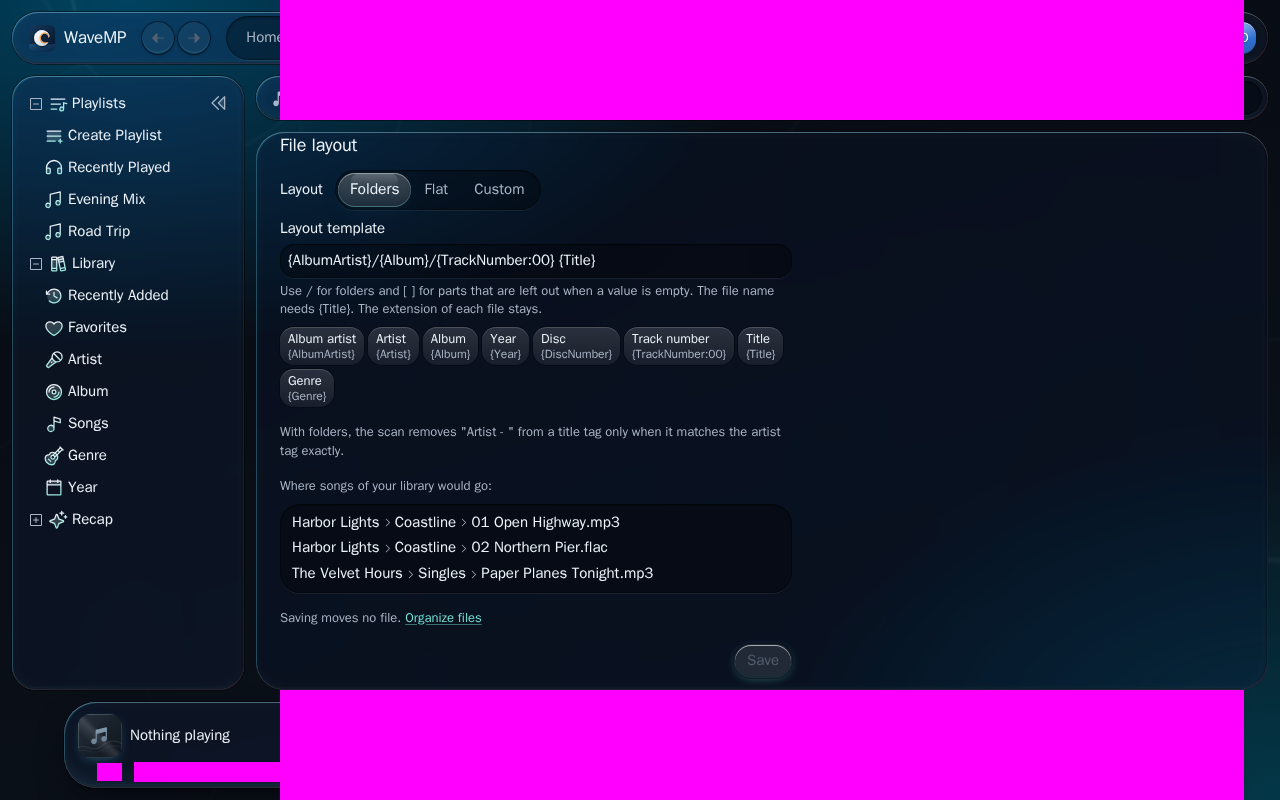 WaveMP
Home
Playlists
Create Playlist
Recently Played
Evening Mix
Road Trip
Library
Recently Added
Favorites
Artist
Album
Songs
Genre
Year
Recap
File layout
Layout Folders Flat Custom
Layout template
{AlbumArtist}/{Album}/{TrackNumber:00} {Title}
Use / for folders and [ ] for parts that are left out when a value is empty. The file name
needs {Title}. The extension of each file stays.
Album artist Artist Album Year Disc Track number Title
{AlbumArtist} {Artist} {Album} {Year} {DiscNumber} {TrackNumber:00} {Title}
Genre
{Genre}
With folders, the scan removes "Artist - " from a title tag only when it matches the artist
tag exactly.
Where songs of your library would go:
Harbor Lights › Coastline › 01 Open Highway.mp3
Harbor Lights › Coastline › 02 Northern Pier.flac
The Velvet Hours › Singles › Paper Planes Tonight.mp3
Saving moves no file. Organize files
Save
Nothing playing